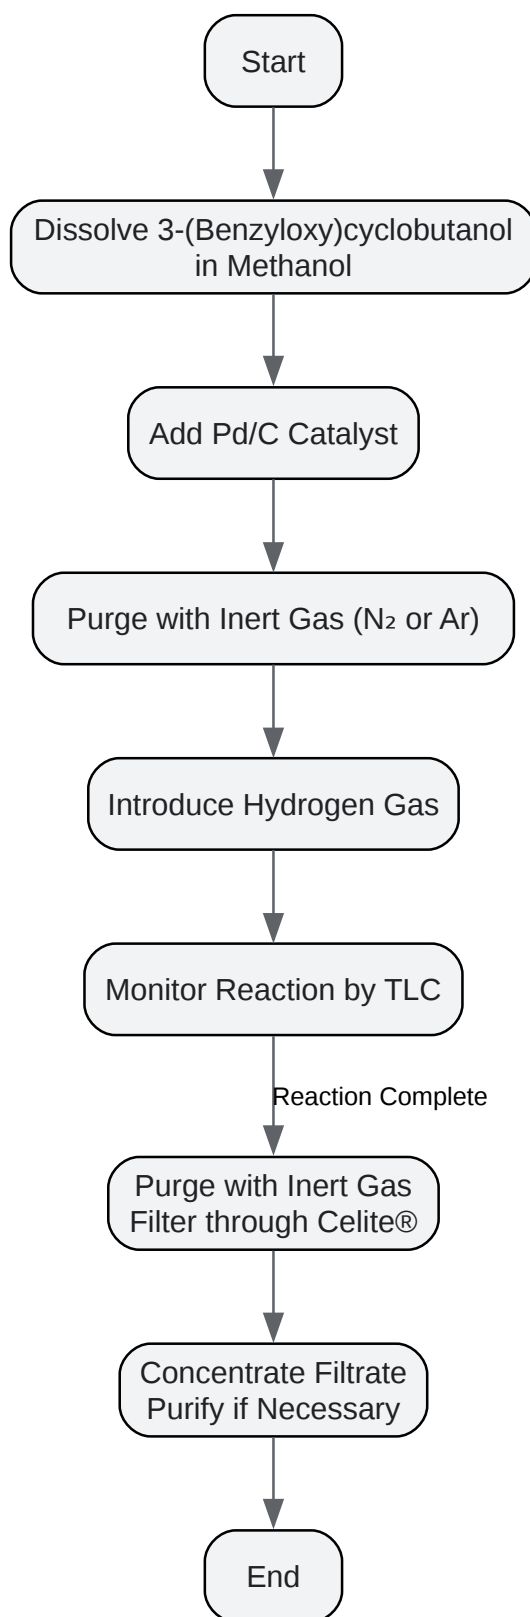 Start
Dissolve 3-(Benzyloxy)cyclobutanol
in Methanol
Add Pd/C Catalyst
Purge with Inert Gas (N₂ or Ar)
Introduce Hydrogen Gas
Monitor Reaction by TLC
Reaction Complete
Purge with Inert Gas
Filter through Celite®
Concentrate Filtrate
Purify if Necessary
End